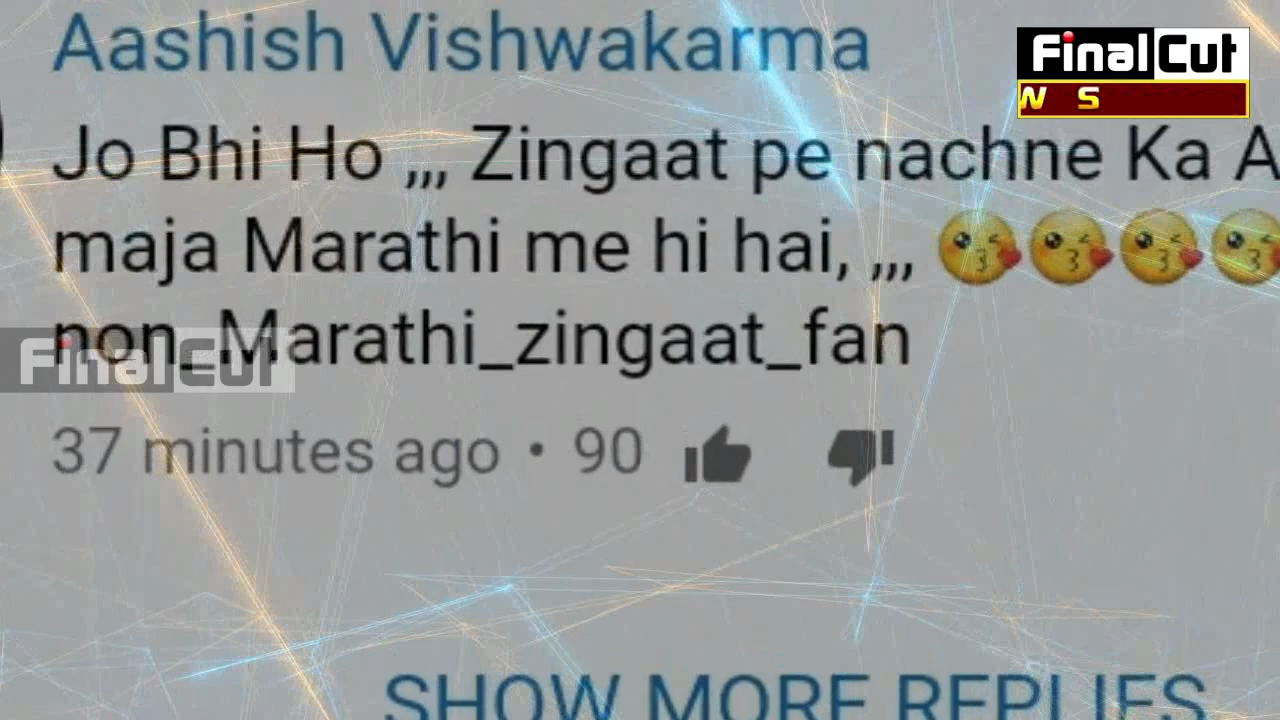 Aashish Vishwakarma
FinalCut
N S
Jo Bhi Ho ,,, Zingaat pe nachne Ka A
maja Marathi me hi hai, ,,, 😘😘😘😘
non_Marathi_zingaat_fan
FinalCut
37 minutes ago • 90
SHOW MORE REPLIES